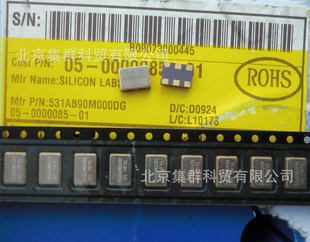 S/N:
B09073000445
北京集群科贸有限公司
Cust P/N: 05-0000085-01
Mfr Name: SILICON LABS
ROHS
Mfr P/N:531AB90M000DG
D/C:D0924
05-0000085-01
L/C:L10173
北京集群科贸有限公司